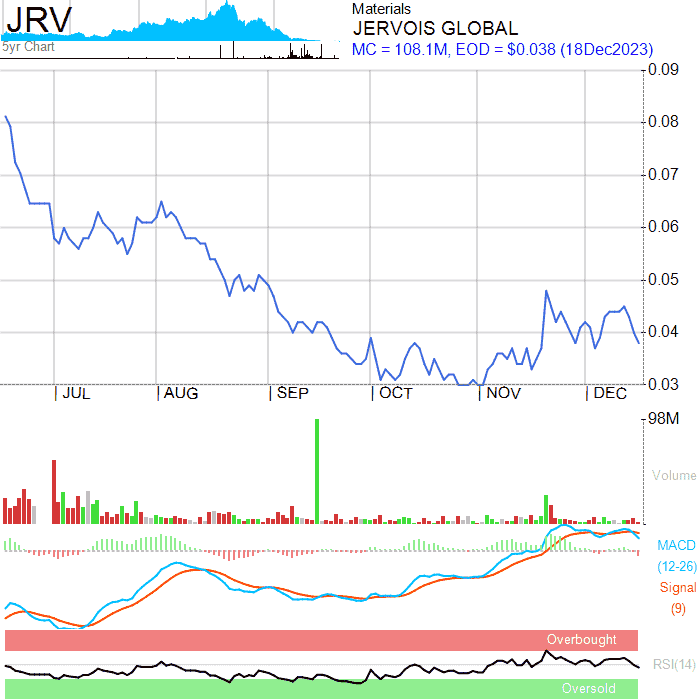 JRV
5yr Chart
Materials
JERVOIS GLOBAL
MC = 108.1M, EOD = $0.038 (18Dec2023)
0.09
0.08
0.07
0.06
0.05
0.04
0.03
JUL
AUG
SEP
OCT
NOV
DEC
98M
Volume
MACD
(12-26)
Signal
(9)
Overbought
RSI(14)
Oversold